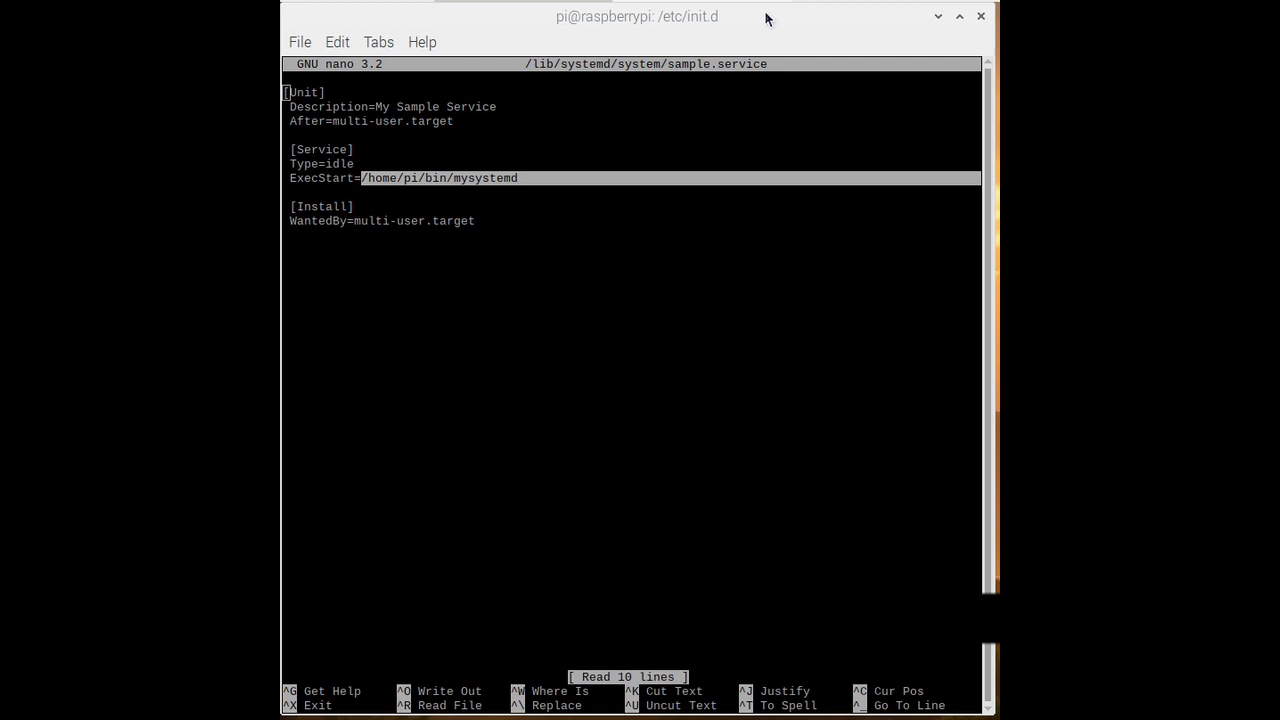 pi@raspberrypi: /etc/init.d
File Edit Tabs Help
GNU nano 3.2 /lib/systemd/system/sample.service
[Unit]
Description=My Sample Service
After=multi-user.target
[Service]
Type=idle
ExecStart=/home/pi/bin/mysystemd
[Install]
WantedBy=multi-user.target
[ Read 10 lines ]
^G Get Help ^O Write Out ^W Where Is ^K Cut Text ^J Justify ^C Cur Pos
^X Exit ^R Read File ^\ Replace ^U Uncut Text ^T To Spell ^_ Go To Line